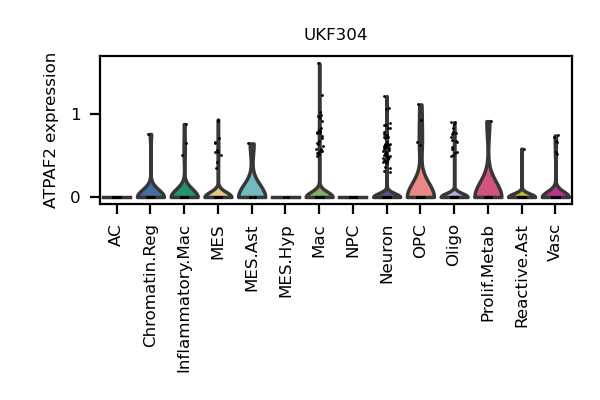 UKF304
ATPAF2 expression
1
0
AC
Chromatin.Reg
Inflammatory.Mac
MES
MES.Ast
MES.Hyp
Mac
NPC
Neuron
OPC
Oligo
Prolif.Metab
Reactive.Ast
Vasc